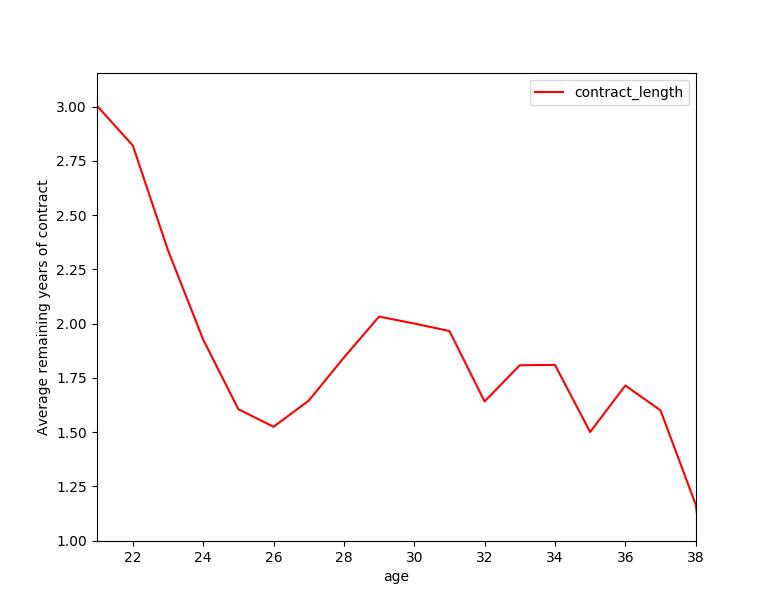 contract_length
3.00
2.75
2.50
2.25
2.00
1.75
1.50
1.25
1.00
Average remaining years of contract
22 24 26 28 30 32 34 36 38
age